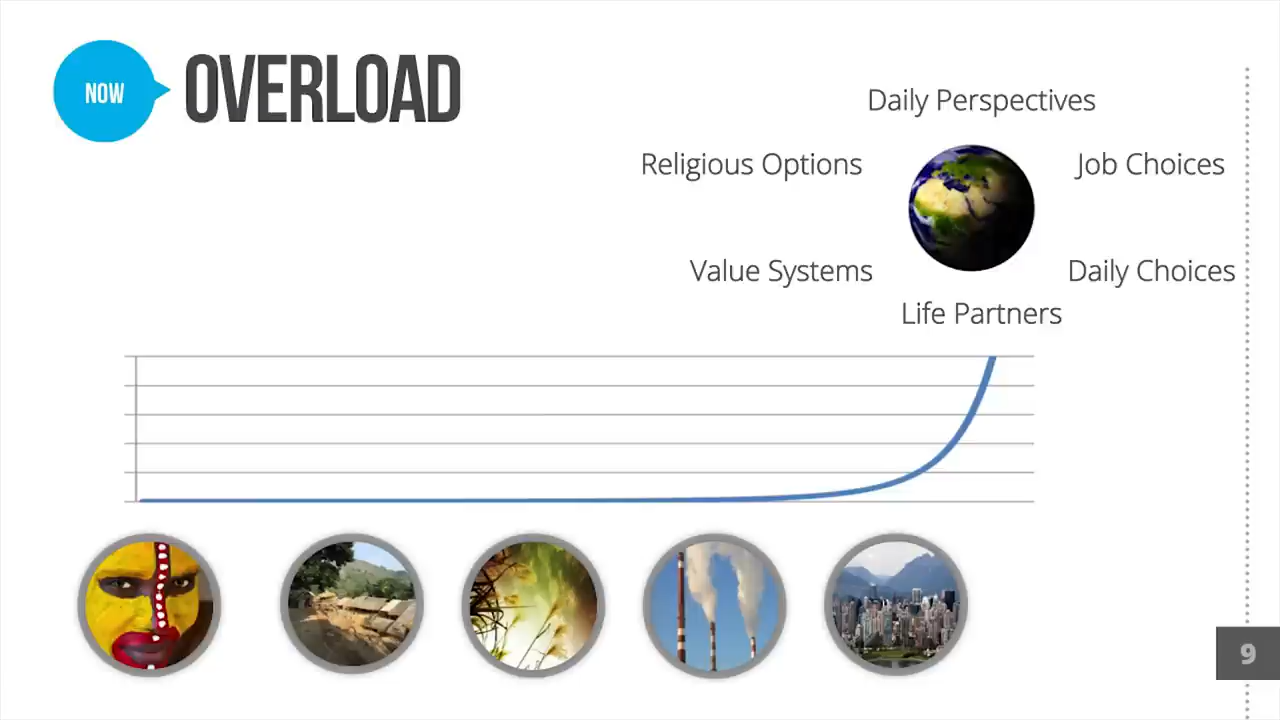 NOW
OVERLOAD
Daily Perspectives
Religious Options
Job Choices
Value Systems
Daily Choices
Life Partners
9